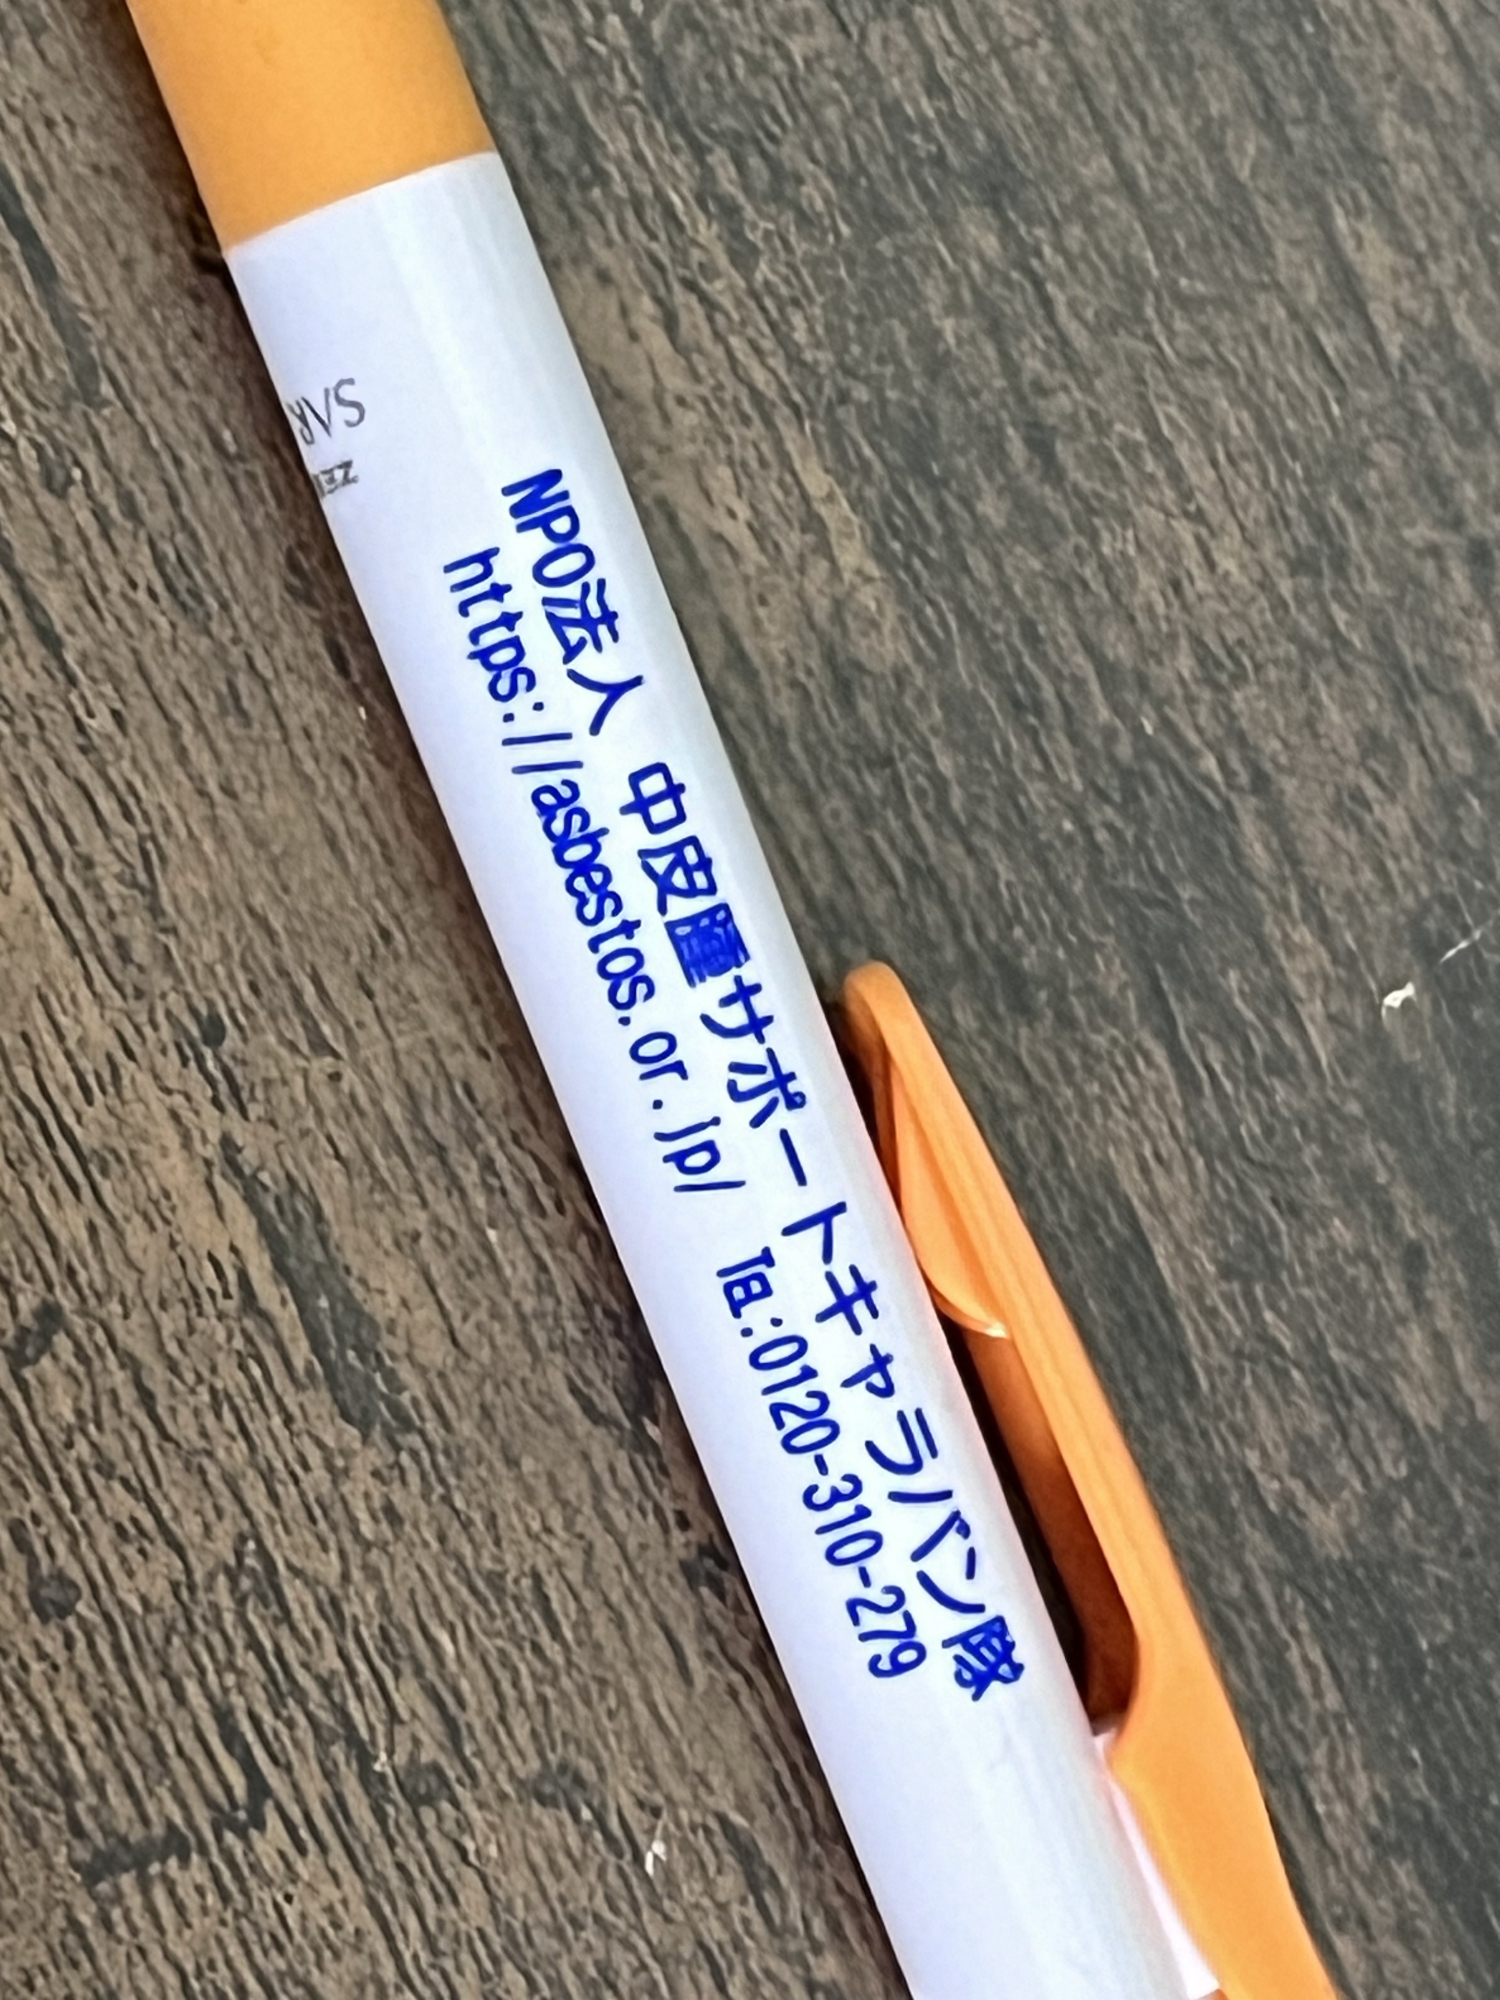 NPO法人 中皮腫サポートキャラバン隊
https://asbestos.or.jp/ Tel:0120-310-279
SAR